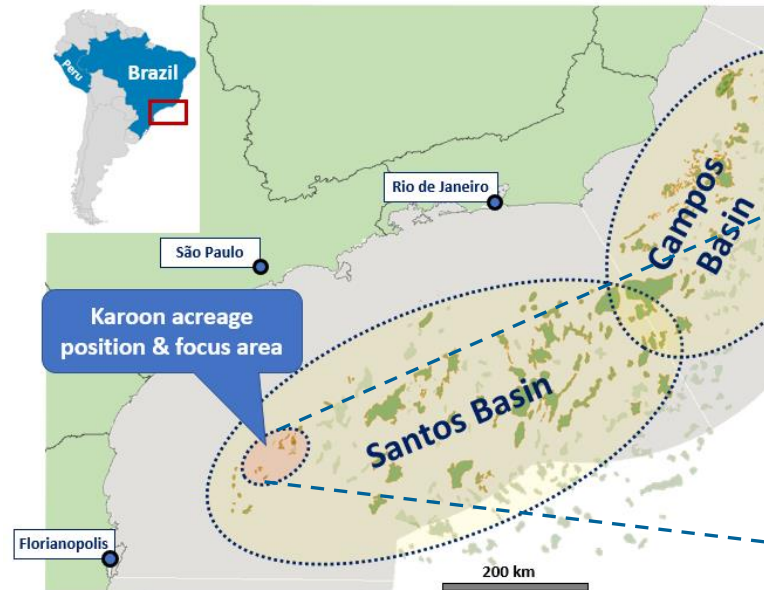 Peru
Brazil
Rio de Janeiro
São Paulo
Campos
Basin
Karoon acreage
position & focus area
Santos Basin
Florianopolis
200 km